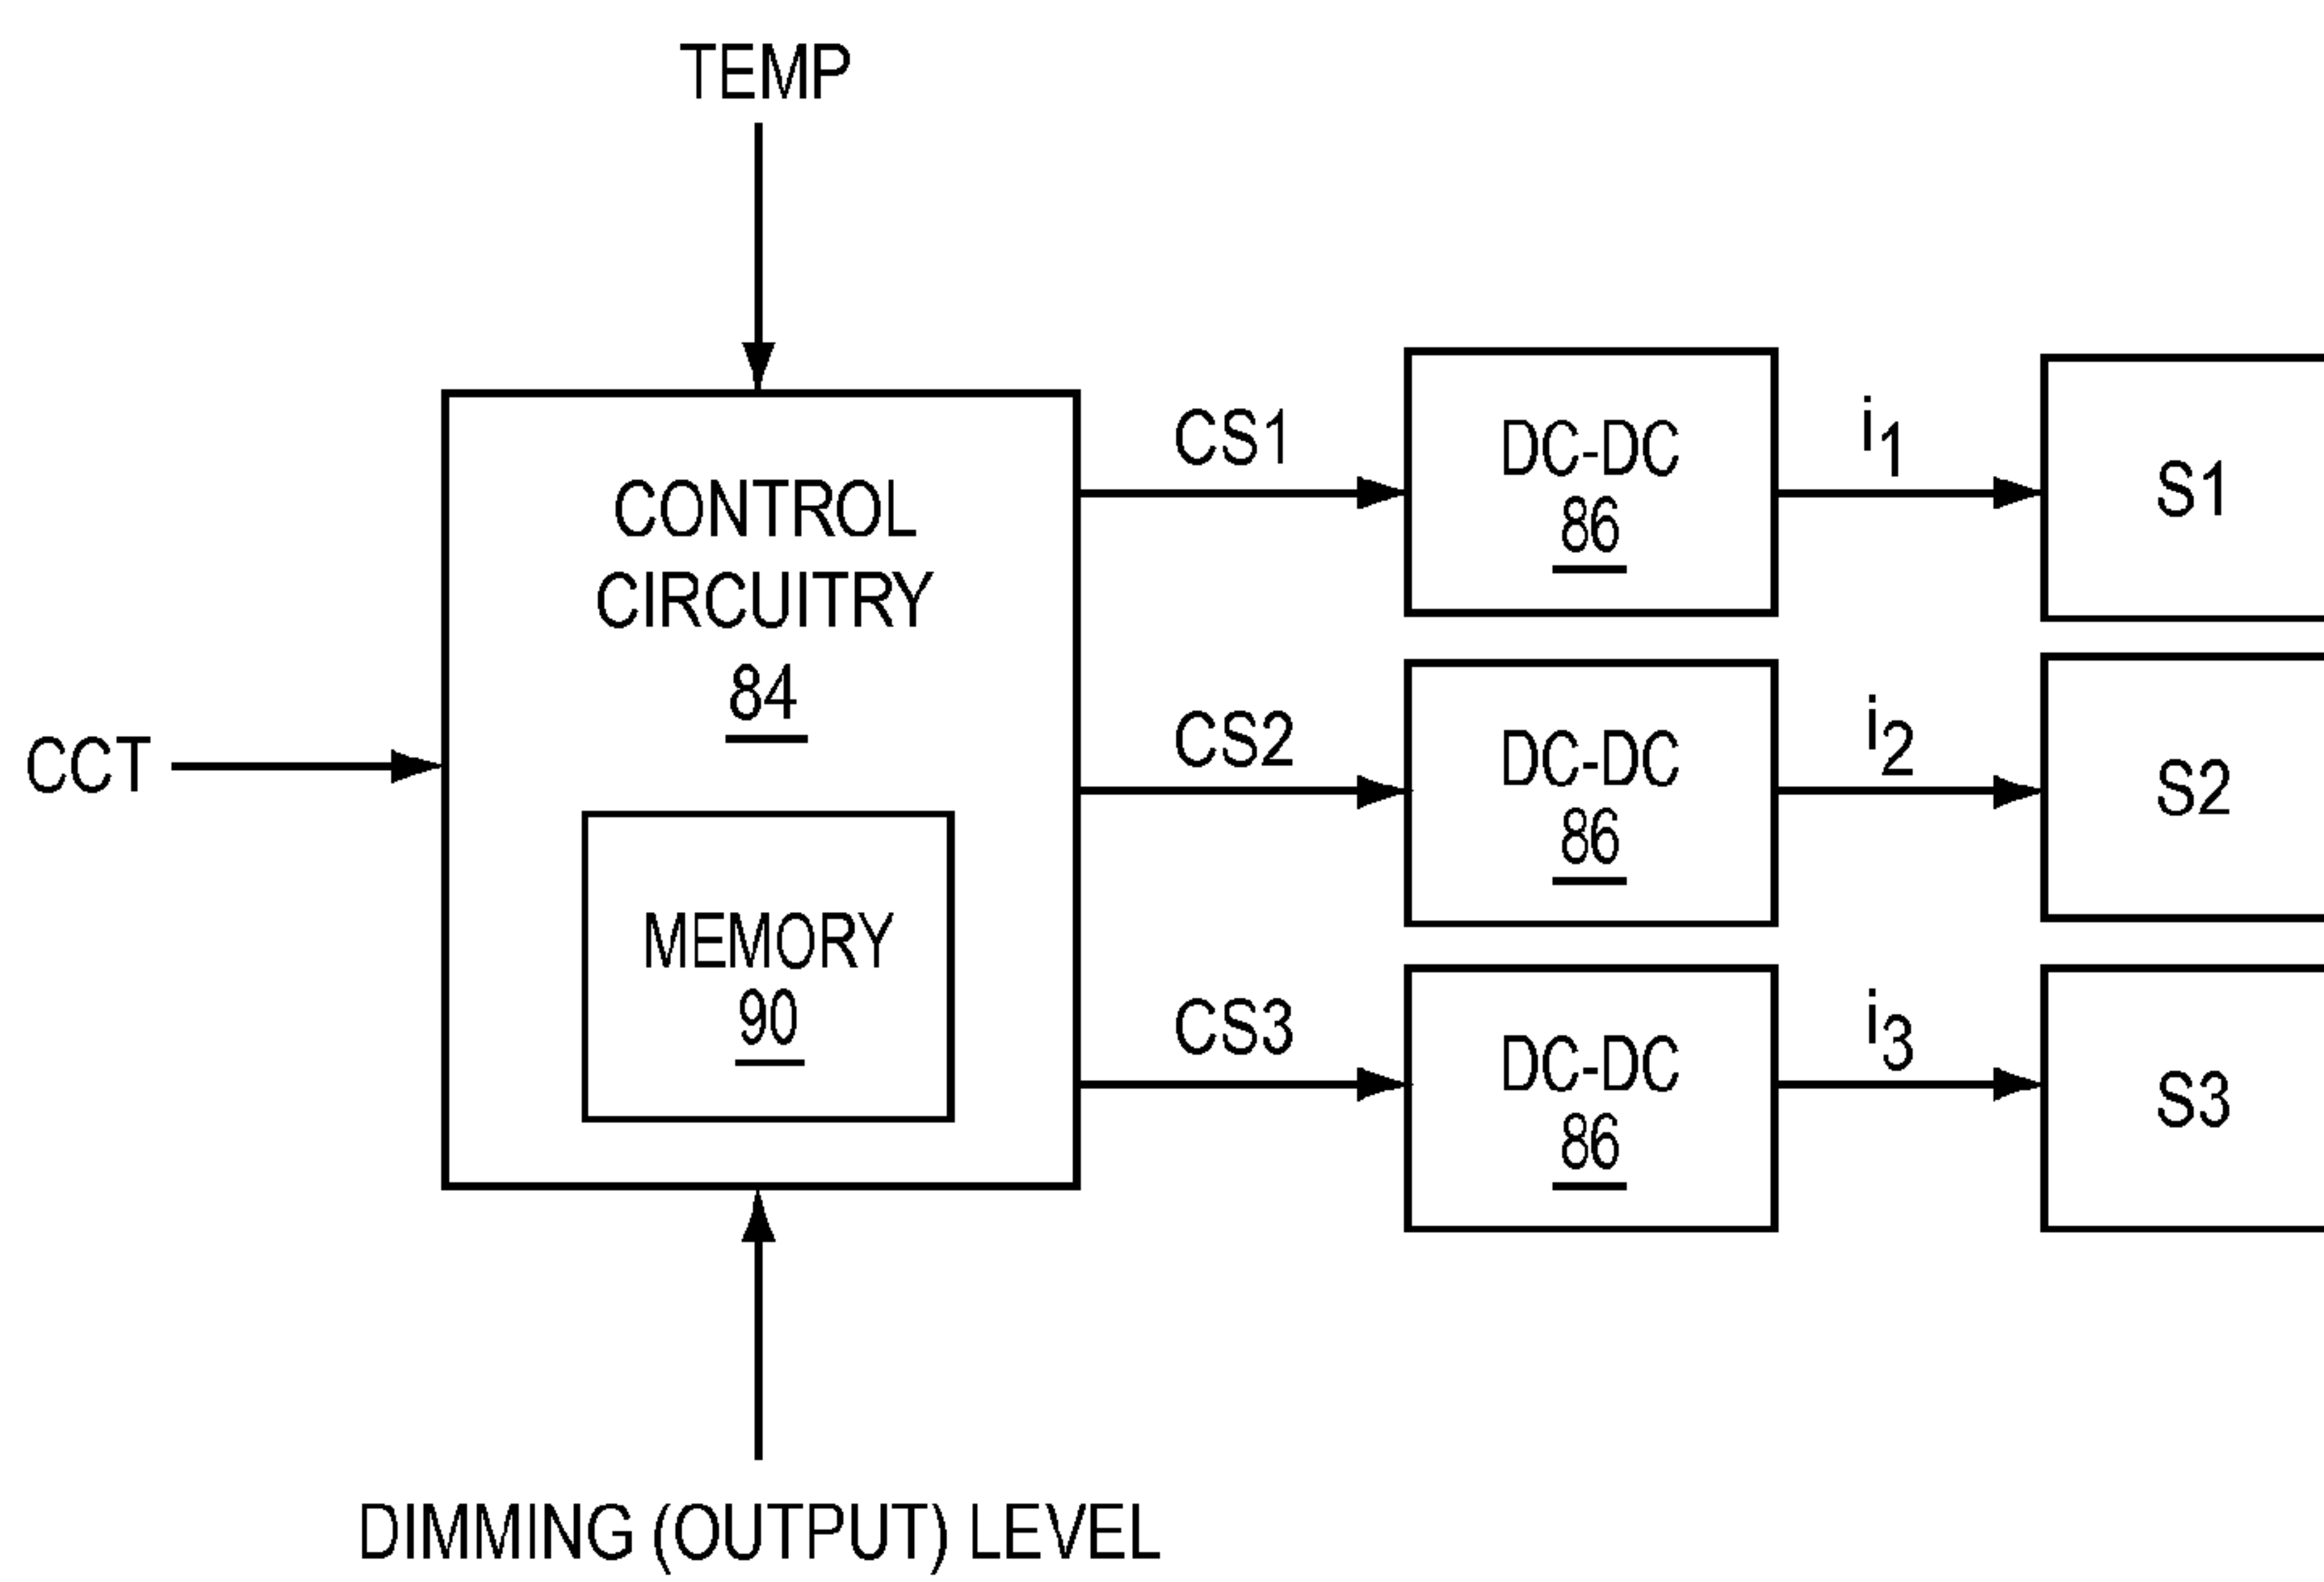 TEMP
CONTROL
CIRCUITRY
84
MEMORY
90
CCT
DIMMING (OUTPUT) LEVEL
CS1
DC-DC
86
i1
S1
CS2
DC-DC
86
i2
S2
CS3
DC-DC
86
i3
S3